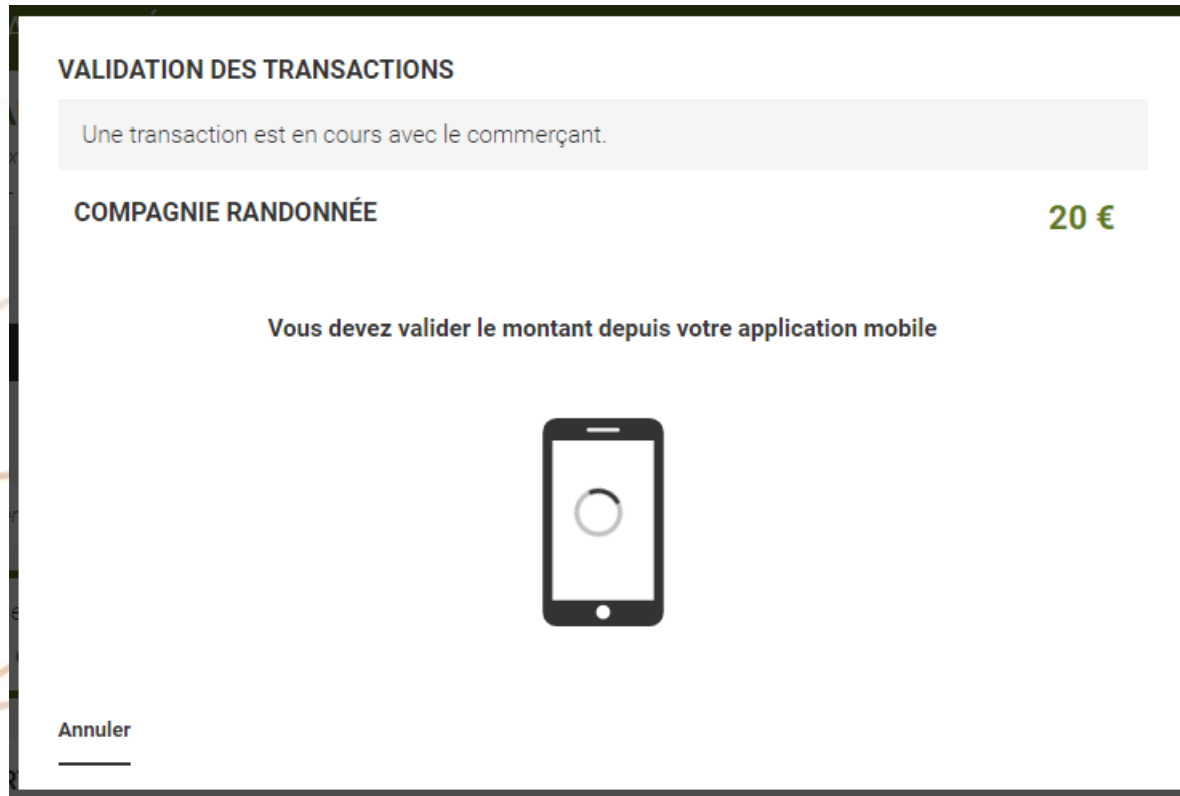 VALIDATION DES TRANSACTIONS
Une transaction est en cours avec le commerçant.
COMPAGNIE RANDONNÉE
20 €
Vous devez valider le montant depuis votre application mobile
Annuler